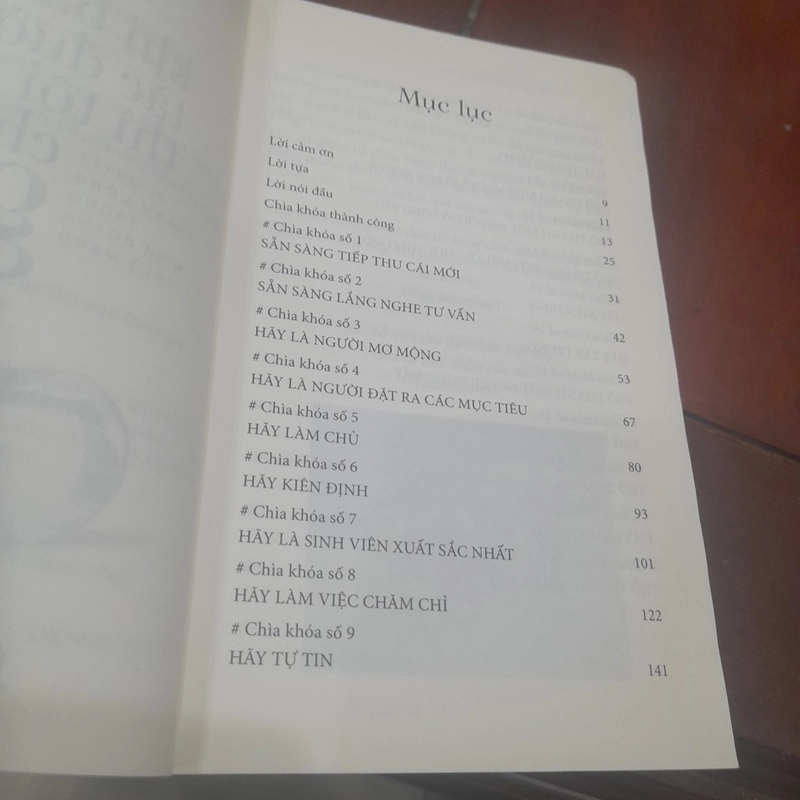 Mục lục
Lời cảm ơn 9
Lời tựa 11
Lời nói đầu 13
Chìa khóa thành công 25
# Chìa khóa số 1
SẴN SÀNG TIẾP THU CÁI MỚI 31
# Chìa khóa số 2
SẴN SÀNG LẮNG NGHE TƯ VẤN 42
# Chìa khóa số 3
HÃY LÀ NGƯỜI MƠ MỘNG 53
# Chìa khóa số 4
HÃY LÀ NGƯỜI ĐẶT RA CÁC MỤC TIÊU 67
# Chìa khóa số 5
HÃY LÀM CHỦ 80
# Chìa khóa số 6
HÃY KIÊN ĐỊNH 93
# Chìa khóa số 7
HÃY LÀ SINH VIÊN XUẤT SẮC NHẤT 101
# Chìa khóa số 8
HÃY LÀM VIỆC CHĂM CHỈ 122
# Chìa khóa số 9
HÃY TỰ TIN 141